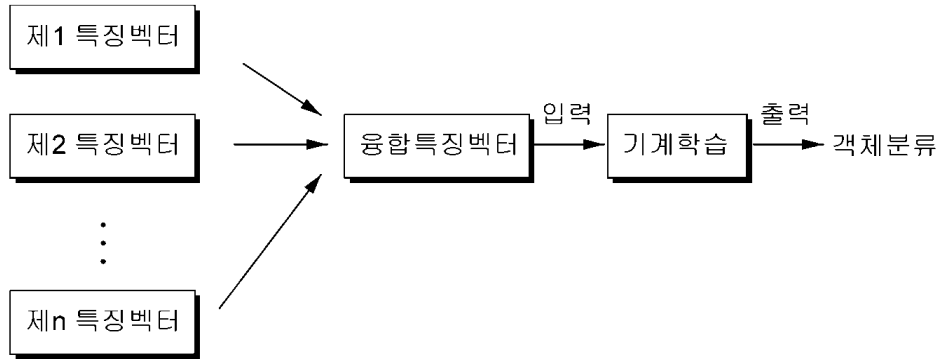 제1 특징벡터
제2 특징벡터
제n 특징벡터
융합특징벡터
입력
기계학습
출력
객체분류